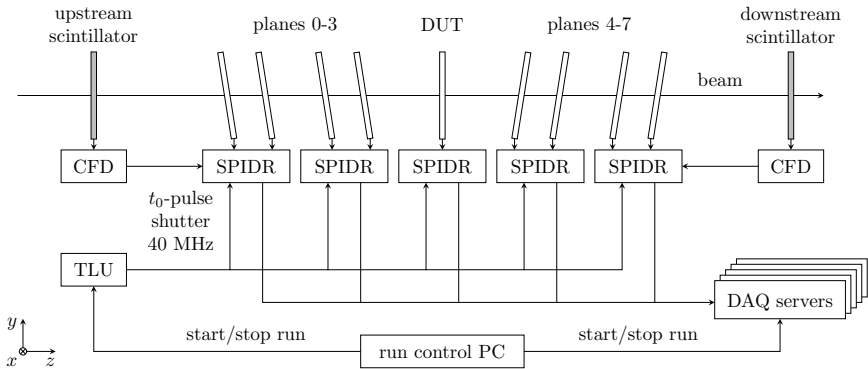 upstream
scintillator
planes 0-3
DUT
planes 4-7
downstream
scintillator
beam
CFD
SPIDR
SPIDR
SPIDR
SPIDR
SPIDR
CFD
t₀-pulse
shutter
40 MHz
TLU
DAQ servers
start/stop run
run control PC
start/stop run
y
x
z